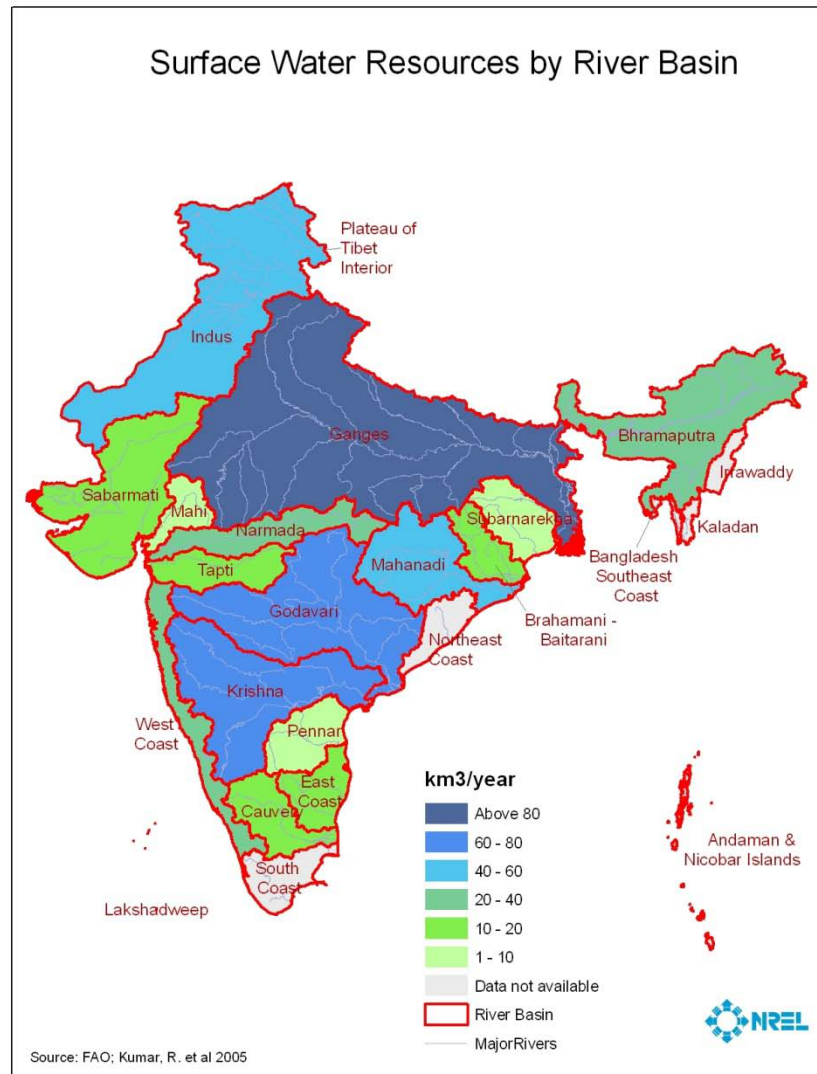 Surface Water Resources by River Basin
Plateau of
Tibet
Interior
Indus
Ganges
Bhramaputra
Irrawaddy
Sabarmati
Mahi
Subarnarekha
Kaladan
Narmada
Bangladesh
Southeast
Coast
Tapti
Mahanadi
Godavari
Brahamani -
Baitarani
Northeast
Coast
Krishna
West
Coast
Pennar
East
Coast
Cauvery
South
Coast
Lakshadweep
Andaman &
Nicobar Islands
km3/year
Above 80
60 - 80
40 - 60
20 - 40
10 - 20
1 - 10
Data not available
River Basin
MajorRivers
NREL
Source: FAO; Kumar, R. et al 2005